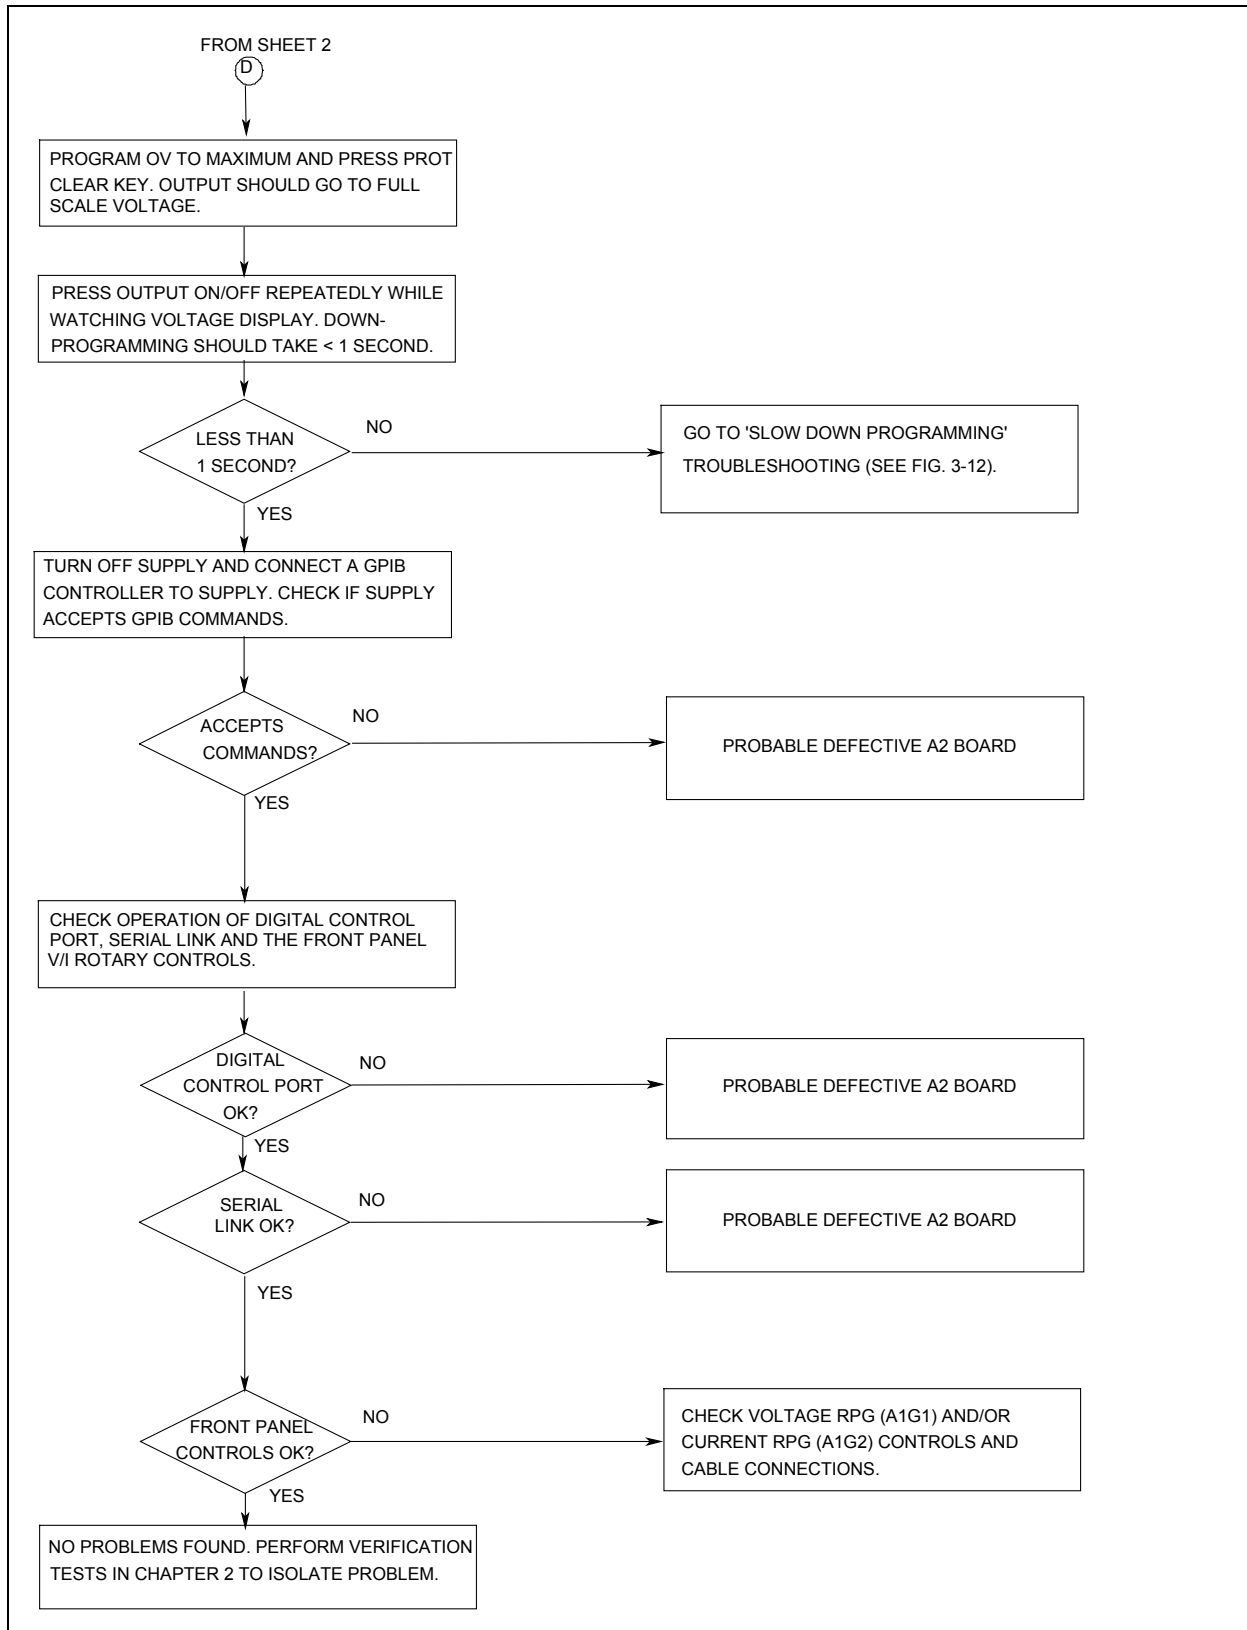 FROM SHEET 2
D
PROGRAM OV TO MAXIMUM AND PRESS PROT
CLEAR KEY. OUTPUT SHOULD GO TO FULL
SCALE VOLTAGE.
PRESS OUTPUT ON/OFF REPEATEDLY WHILE
WATCHING VOLTAGE DISPLAY. DOWN-
PROGRAMMING SHOULD TAKE < 1 SECOND.
LESS THAN
1 SECOND?
NO
GO TO 'SLOW DOWN PROGRAMMING'
TROUBLESHOOTING (SEE FIG. 3-12).
YES
TURN OFF SUPPLY AND CONNECT A GPIB
CONTROLLER TO SUPPLY. CHECK IF SUPPLY
ACCEPTS GPIB COMMANDS.
ACCEPTS
COMMANDS?
NO
PROBABLE DEFECTIVE A2 BOARD
YES
CHECK OPERATION OF DIGITAL CONTROL
PORT, SERIAL LINK AND THE FRONT PANEL
V/I ROTARY CONTROLS.
DIGITAL
CONTROL PORT
OK?
NO
PROBABLE DEFECTIVE A2 BOARD
YES
SERIAL
LINK OK?
NO
PROBABLE DEFECTIVE A2 BOARD
YES
FRONT PANEL
CONTROLS OK?
NO
CHECK VOLTAGE RPG (A1G1) AND/OR
CURRENT RPG (A1G2) CONTROLS AND
CABLE CONNECTIONS.
YES
NO PROBLEMS FOUND. PERFORM VERIFICATION
TESTS IN CHAPTER 2 TO ISOLATE PROBLEM.